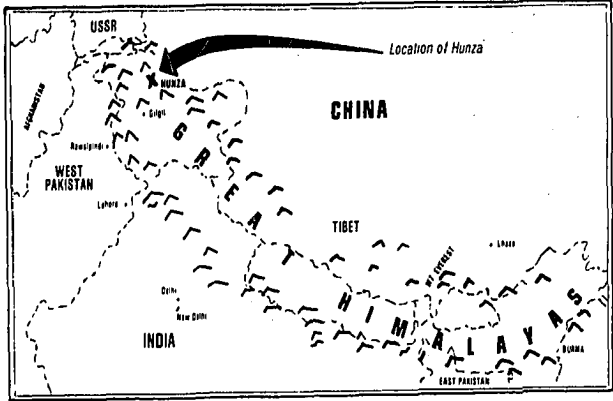 USSR
Location of Hunza
HUNZA
AFGHANISTAN
CHINA
Gilgit
GREAT HIMALAYAS
Rawalpindi
WEST
PAKISTAN
Lahore
TIBET
MT EVEREST
Lhasa
Delhi
New Delhi
INDIA
BURMA
EAST PAKISTAN